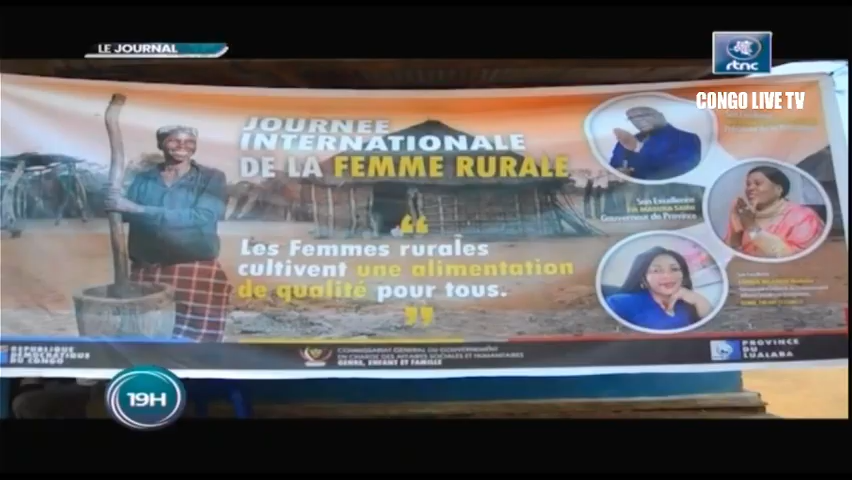 LE JOURNAL
rtnc
CONGO LIVE TV
JOURNEE
INTERNATIONALE
DE LA FEMME RURALE
Son Excellence
Gouverneur de Province
“
Les Femmes rurales
cultivent une alimentation
de qualité pour tous.
”
REPUBLIQUE
DEMOCRATIQUE
DU CONGO
COMMISSARIAT GENERAL DU GOUVERNEMENT
EN CHARGE DES AFFAIRES SOCIALES ET HUMANITAIRES
GENRE, ENFANT ET FAMILLE
PROVINCE
DU
LUALABA
19H